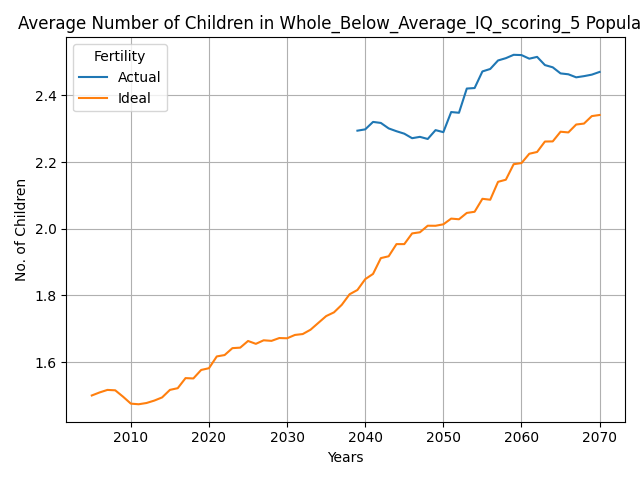 Average Number of Children in Whole_Below_Average_IQ_scoring_5 Popula
Fertility
Actual
Ideal
No. of Children
2.4
2.2
2.0
1.8
1.6
2010 2020 2030 2040 2050 2060 2070
Years